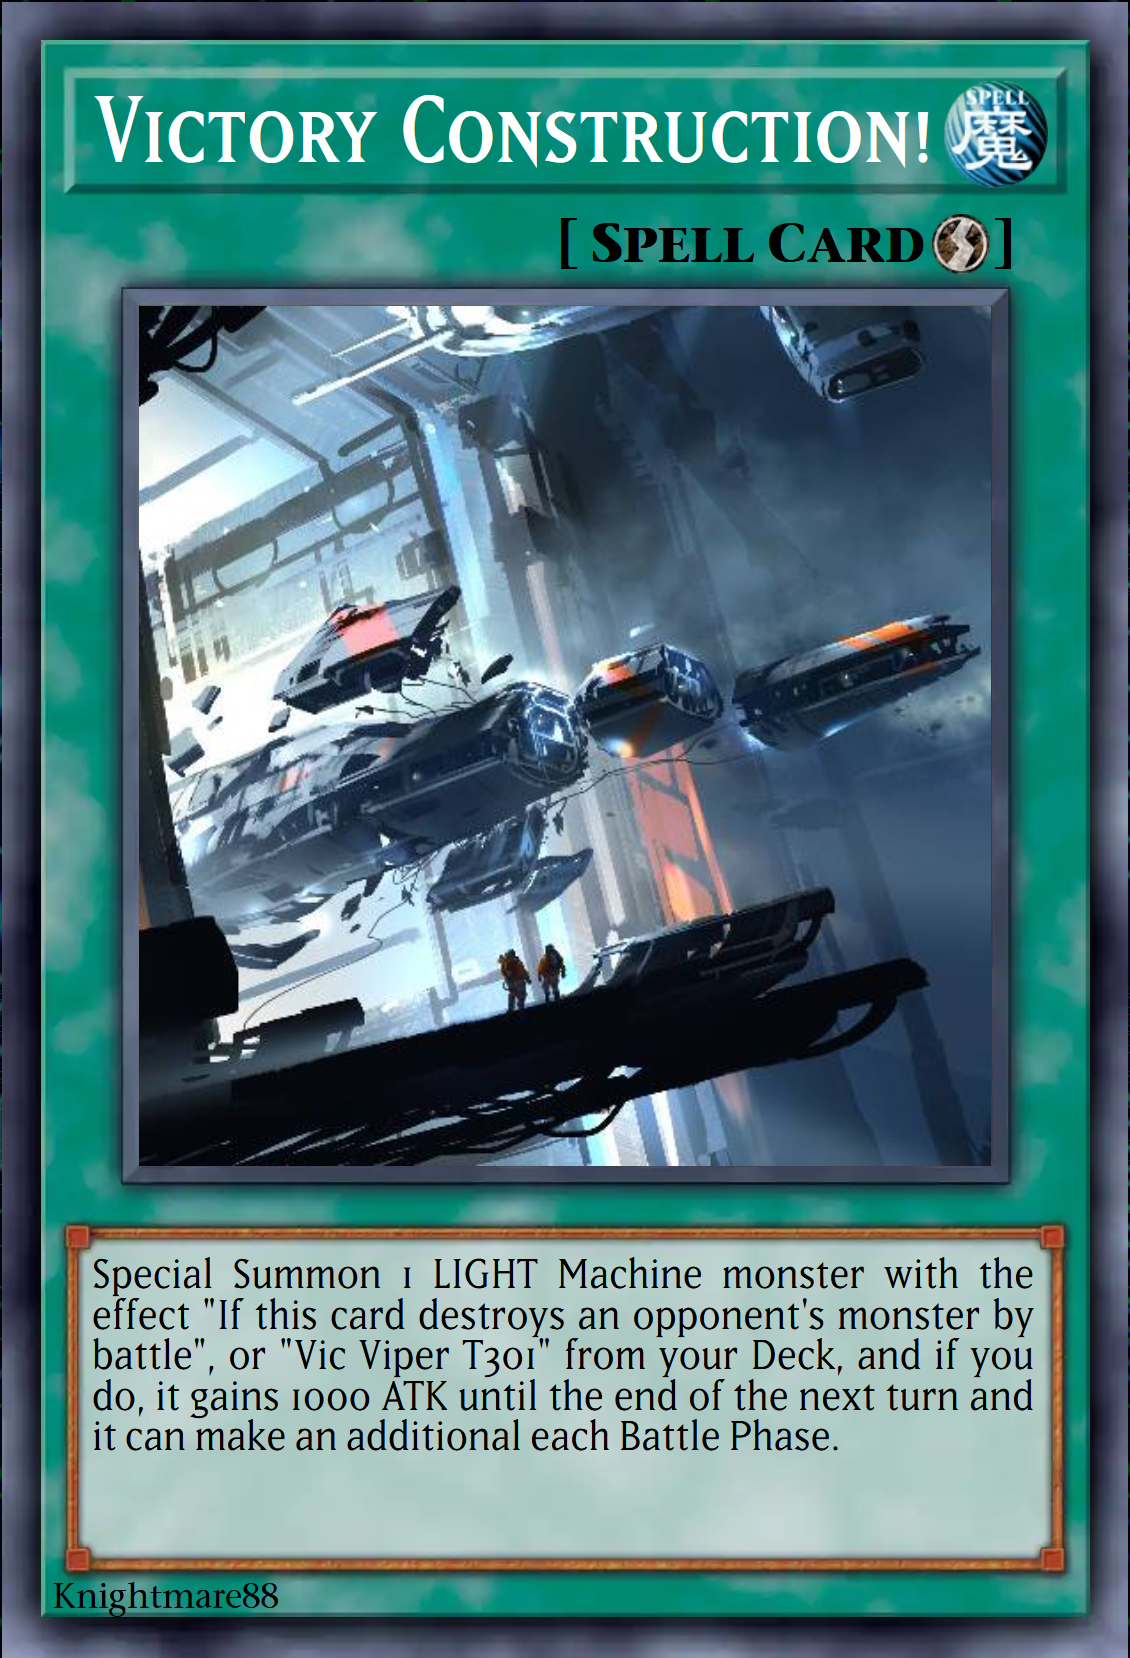 Victory Construction!
SPELL
魔
[ Spell Card ]
Special Summon 1 LIGHT Machine monster with the
effect "If this card destroys an opponent's monster by
battle", or "Vic Viper T301" from your Deck, and if you
do, it gains 1000 ATK until the end of the next turn and
it can make an additional each Battle Phase.
Knightmare88